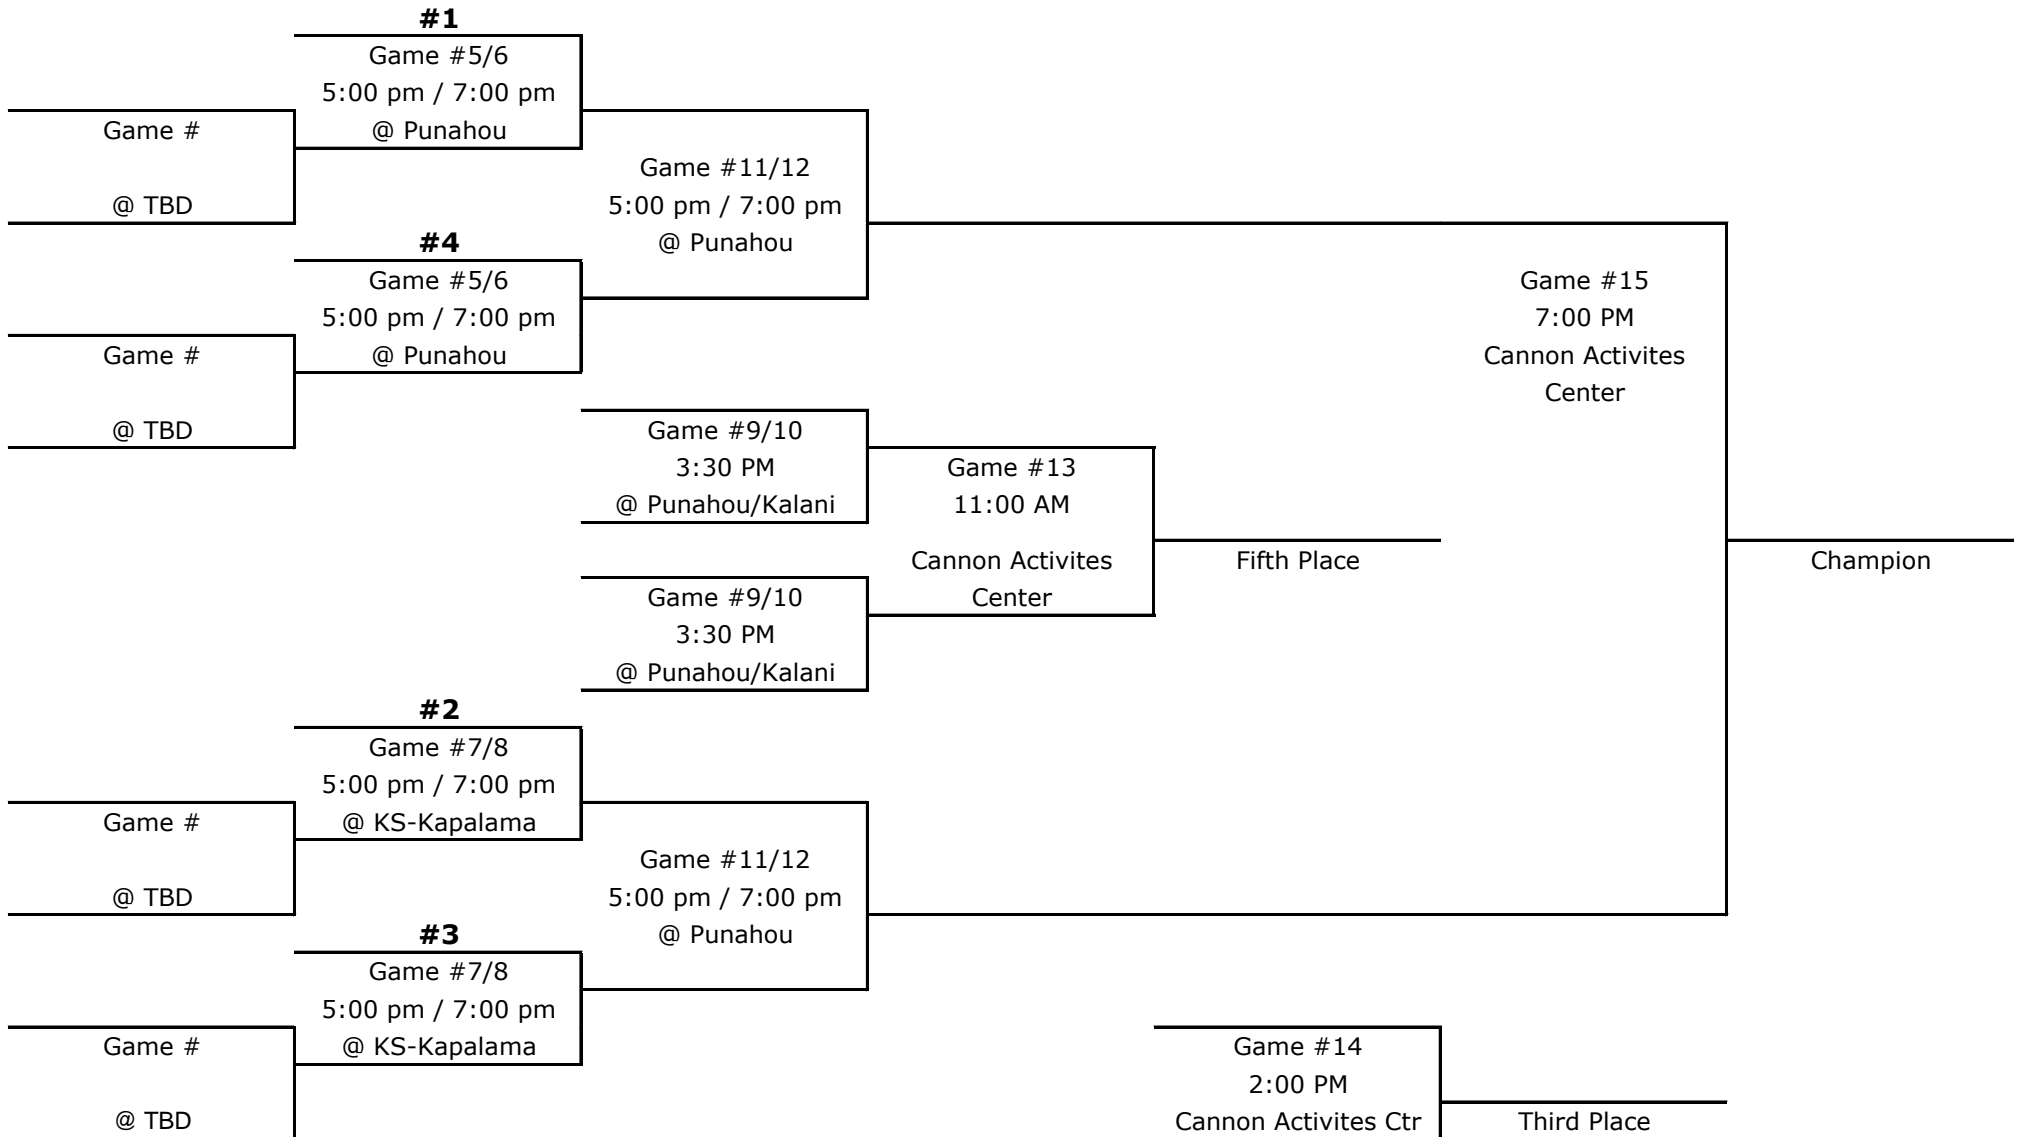 #1
Game #5/6
5:00 pm / 7:00 pm
@ Punahou
Game #
@ TBD
#4
Game #5/6
5:00 pm / 7:00 pm
@ Punahou
Game #
@ TBD
Game #11/12
5:00 pm / 7:00 pm
@ Punahou
Game #15
7:00 PM
Cannon Activites
Center
Game #9/10
3:30 PM
@ Punahou/Kalani
Game #13
11:00 AM
Cannon Activites
Center
Fifth Place
Champion
Game #9/10
3:30 PM
@ Punahou/Kalani
#2
Game #7/8
5:00 pm / 7:00 pm
@ KS-Kapalama
Game #
@ TBD
Game #11/12
5:00 pm / 7:00 pm
@ Punahou
#3
Game #7/8
5:00 pm / 7:00 pm
@ KS-Kapalama
Game #
@ TBD
Game #14
2:00 PM
Cannon Activites Ctr
Third Place